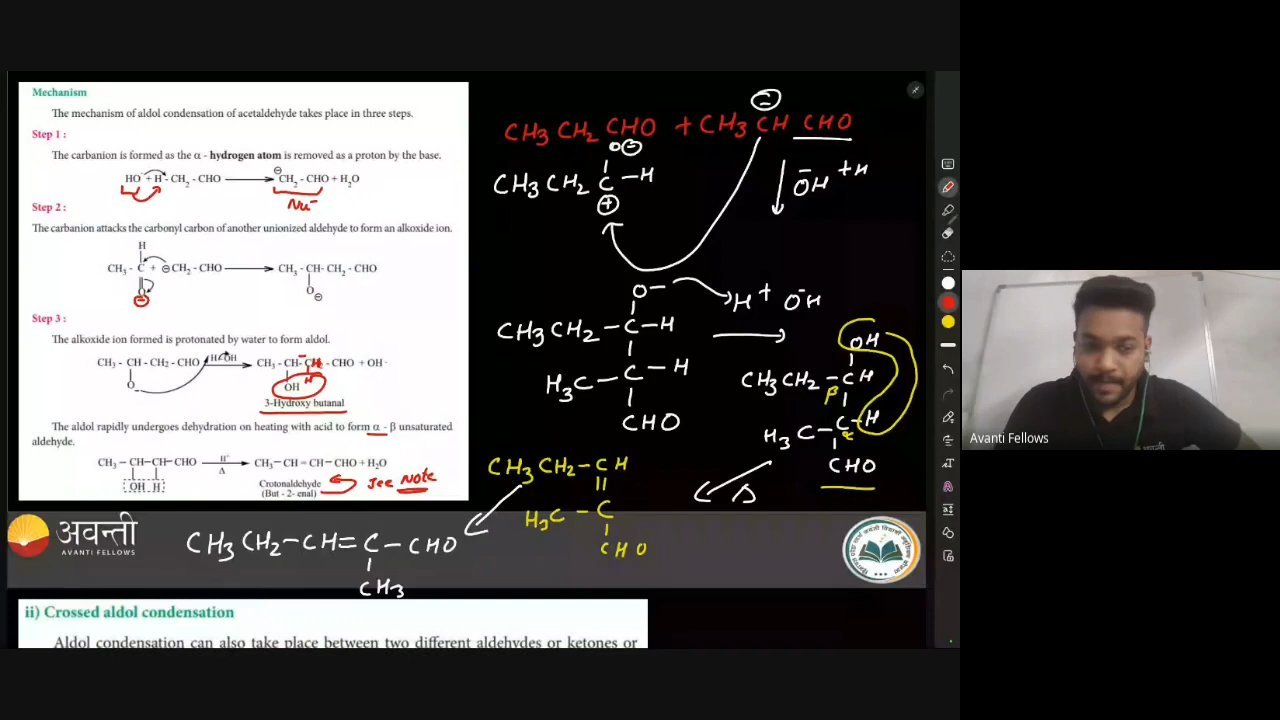 Mechanism
The mechanism of aldol condensation of acetaldehyde takes place in three steps.
Step 1 :
The carbanion is formed as the α - hydrogen atom is removed as a proton by the base.
HO⁻ + H - CH₂ - CHO ⟶ ⊖CH₂ - CHO + H₂O
Nu⁻
Step 2 :
The carbanion attacks the carbonyl carbon of another unionized aldehyde to form an alkoxide ion.
H
CH₃ - C + ⊖CH₂ - CHO ⟶ CH₃ - CH - CH₂ - CHO
O O⊖
Step 3 :
The alkoxide ion formed is protonated by water to form aldol.
CH₃ - CH - CH₂ - CHO ⟶ CH₃ - CH - CH₂ - CHO + OH⁻
O⁻ OH H
3-Hydroxy butanal
The aldol rapidly undergoes dehydration on heating with acid to form α - β unsaturated
aldehyde.
CH₃ — CH — CH — CHO H⁺ Δ ⟶ CH₃ — CH = CH — CHO + H₂O
OH H
Crotonaldehyde
(But - 2 - enal)
See Note
CH₃ CH₂ CHO + CH₃ CH CHO
⊖
O⊖
CH₃ CH₂ C — H
⊕
ŌH + H
O⁻ H⁺ ŌH
CH₃CH₂ — C — H
H₃C — C — H
CHO
OH
CH₃CH₂ — C H
β
H₃C — C — H
α
CHO
Δ
CH₃ CH₂ — C H
||
H₃C — C
CHO
CH₃ CH₂ — CH = C — CHO
CH₃
अवन्ती
AVANTI FELLOWS
ii) Crossed aldol condensation
Aldol condensation can also take place between two different aldehydes or ketones or
Avanti Fellows